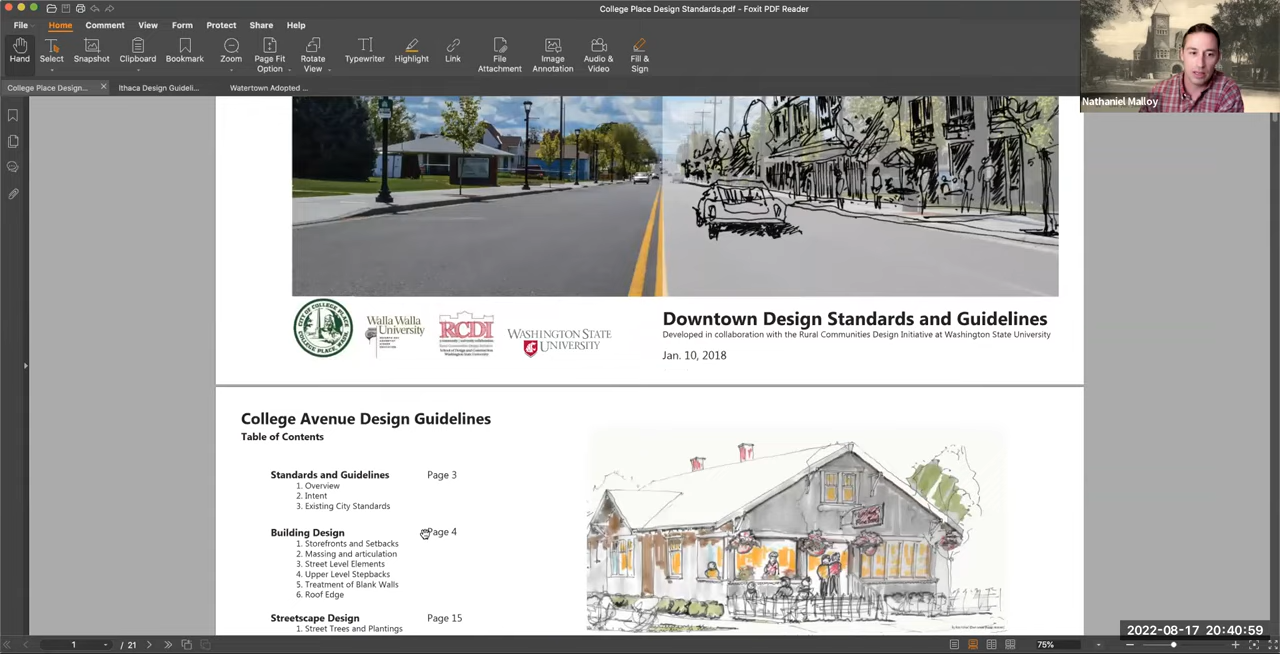 College Place Design Standards.pdf - Foxit PDF Reader
File Home Comment View Form Protect Share Help
Hand Select Snapshot Clipboard Bookmark Zoom Page Fit Option Rotate View Typewriter Highlight Link File Attachment Image Annotation Audio & Video Fill & Sign
College Place Design... Ithaca Design Guideli... Watertown Adopted ...
Nathaniel Malloy
Walla Walla University
RCDI
WASHINGTON STATE UNIVERSITY
Downtown Design Standards and Guidelines
Developed in collaboration with the Rural Communities Design Initiative at Washington State University
Jan. 10, 2018
College Avenue Design Guidelines
Table of Contents
Standards and Guidelines Page 3
1. Overview
2. Intent
3. Existing City Standards
Building Design Page 4
1. Storefronts and Setbacks
2. Massing and articulation
3. Street Level Elements
4. Upper Level Stepbacks
5. Treatment of Blank Walls
6. Roof Edge
Streetscape Design Page 15
1. Street Trees and Plantings
2022-08-17 20:40:59
1 / 21 75%